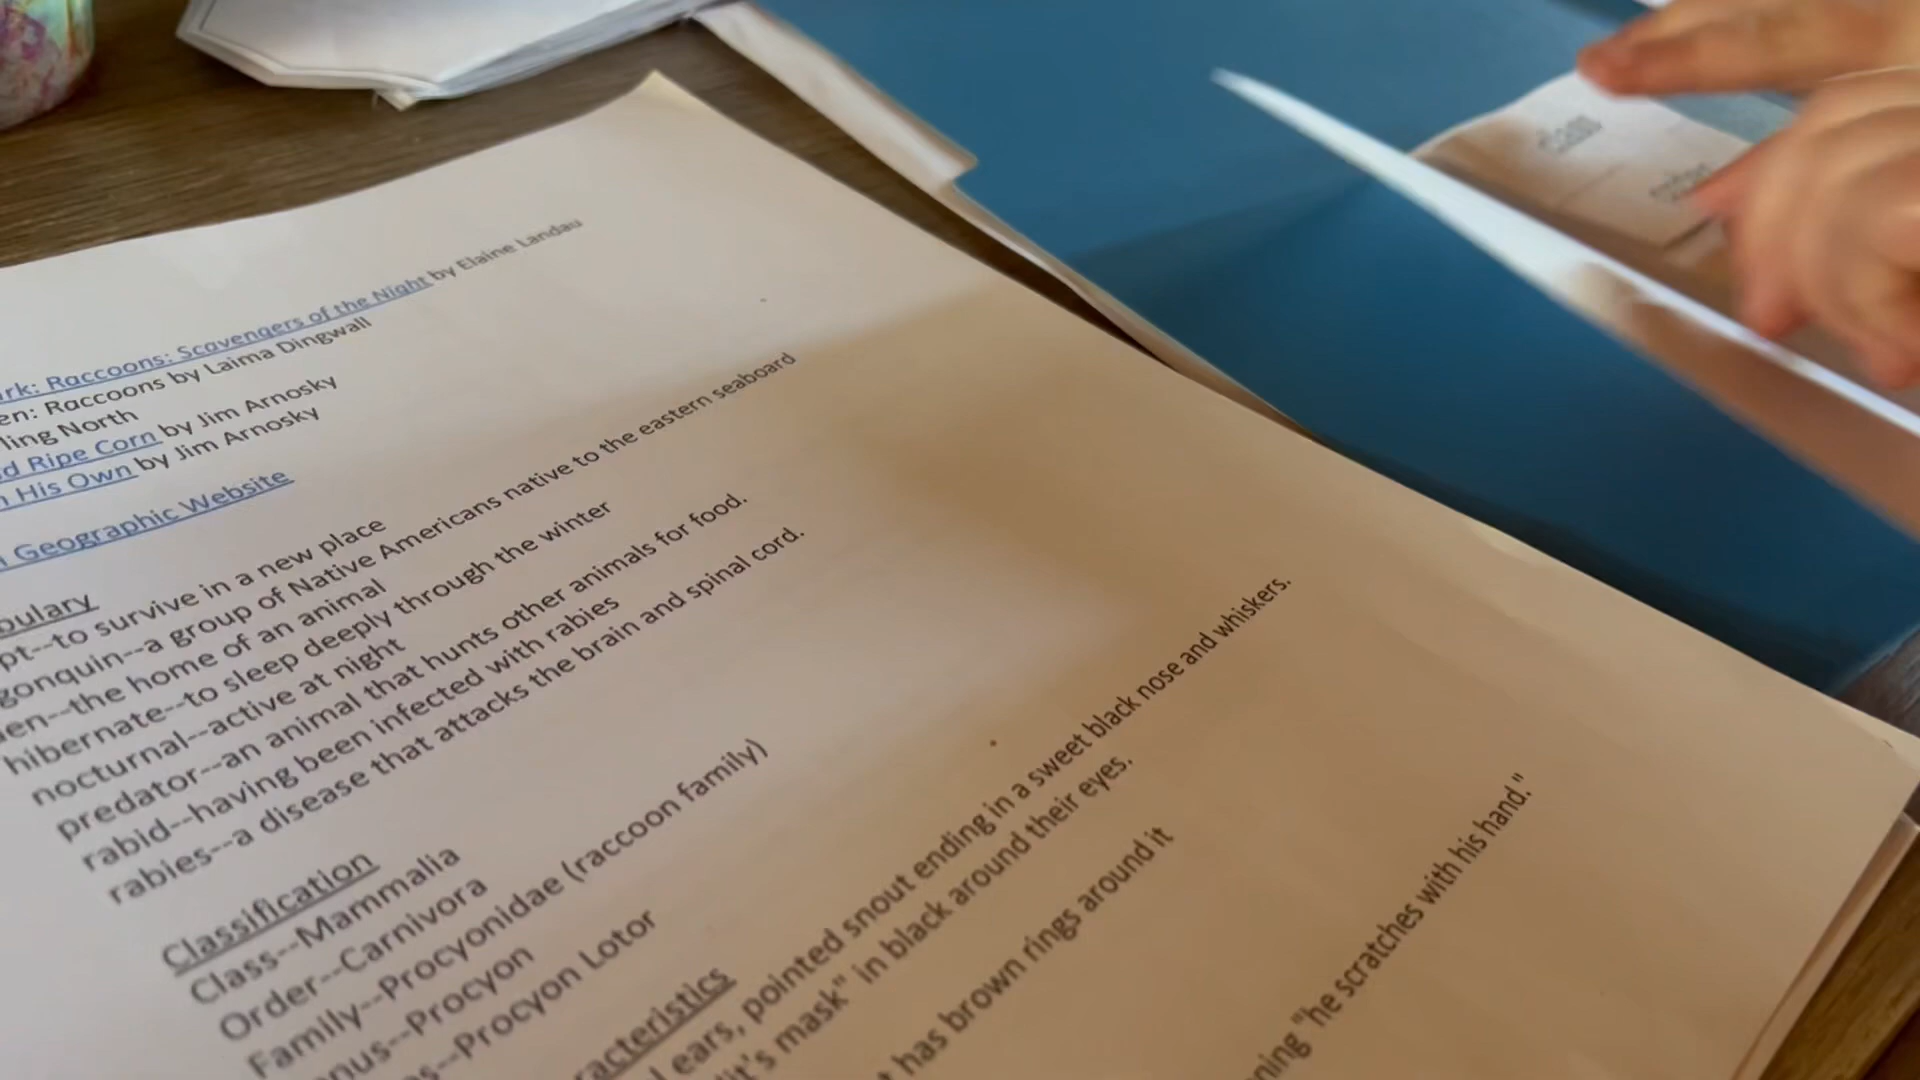 rk: Raccoons: Scavengers of the Night by Elaine Landau
en: Raccoons by Laima Dingwall
ling North
d Ripe Corn by Jim Arnosky
n His Own by Jim Arnosky
Geographic Website
bulary
pt--to survive in a new place
gonquin--a group of Native Americans native to the eastern seaboard
en--the home of an animal
hibernate--to sleep deeply through the winter
nocturnal--active at night
predator--an animal that hunts other animals for food.
rabid--having been infected with rabies
rabies--a disease that attacks the brain and spinal cord.
Classification
Class--Mammalia
Order--Carnivora
Family--Procyonidae (raccoon family)
nus--Procyon
s--Procyon Lotor
racteristics
ears, pointed snout ending in a sweet black nose and whiskers.
it's mask" in black around their eyes.
has brown rings around it
ning "he scratches with his hand."